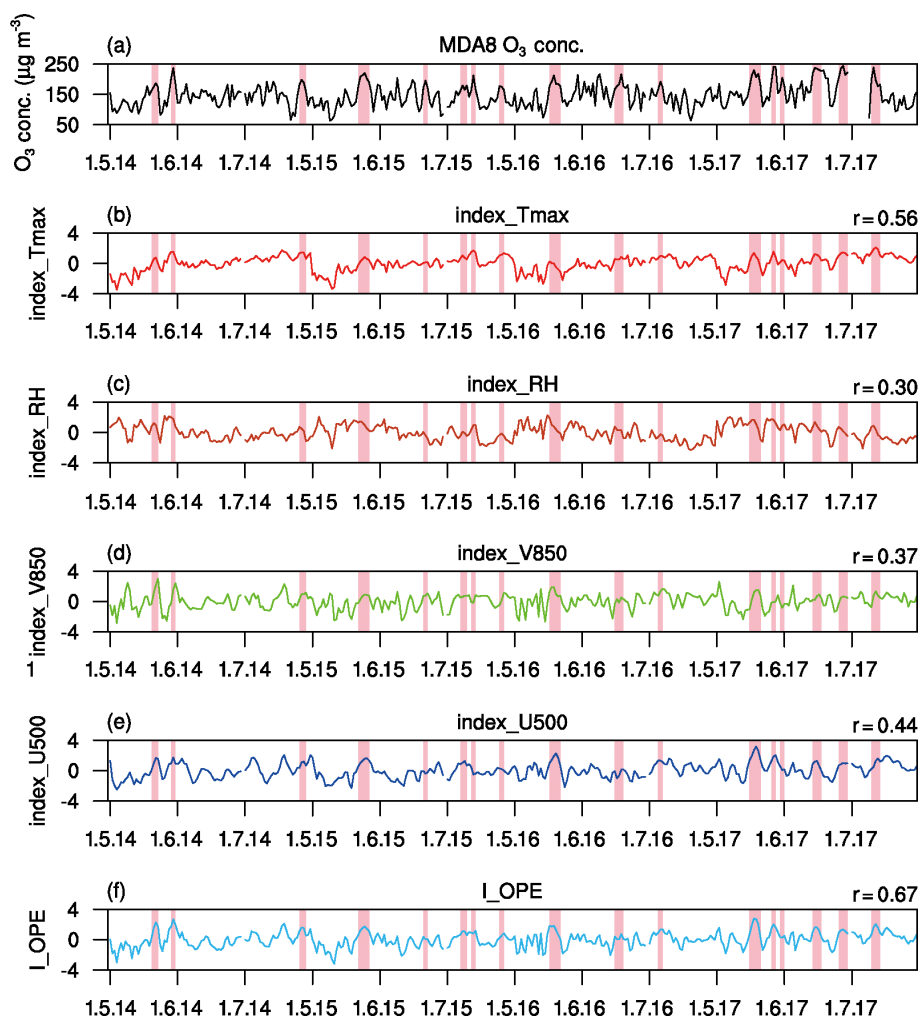 (a) MDA8 O₃ conc.
O₃ conc. (µg m⁻³)
250
150
50
1.5.14 1.6.14 1.7.14 1.5.15 1.6.15 1.7.15 1.5.16 1.6.16 1.7.16 1.5.17 1.6.17 1.7.17
(b) index_Tmax r=0.56
index_Tmax
4
0
-4
1.5.14 1.6.14 1.7.14 1.5.15 1.6.15 1.7.15 1.5.16 1.6.16 1.7.16 1.5.17 1.6.17 1.7.17
(c) index_RH r=0.30
index_RH
4
0
-4
1.5.14 1.6.14 1.7.14 1.5.15 1.6.15 1.7.15 1.5.16 1.6.16 1.7.16 1.5.17 1.6.17 1.7.17
(d) index_V850 r=0.37
– index_V850
4
0
-4
1.5.14 1.6.14 1.7.14 1.5.15 1.6.15 1.7.15 1.5.16 1.6.16 1.7.16 1.5.17 1.6.17 1.7.17
(e) index_U500 r=0.44
index_U500
4
0
-4
1.5.14 1.6.14 1.7.14 1.5.15 1.6.15 1.7.15 1.5.16 1.6.16 1.7.16 1.5.17 1.6.17 1.7.17
(f) I_OPE r=0.67
I_OPE
4
0
-4
1.5.14 1.6.14 1.7.14 1.5.15 1.6.15 1.7.15 1.5.16 1.6.16 1.7.16 1.5.17 1.6.17 1.7.17